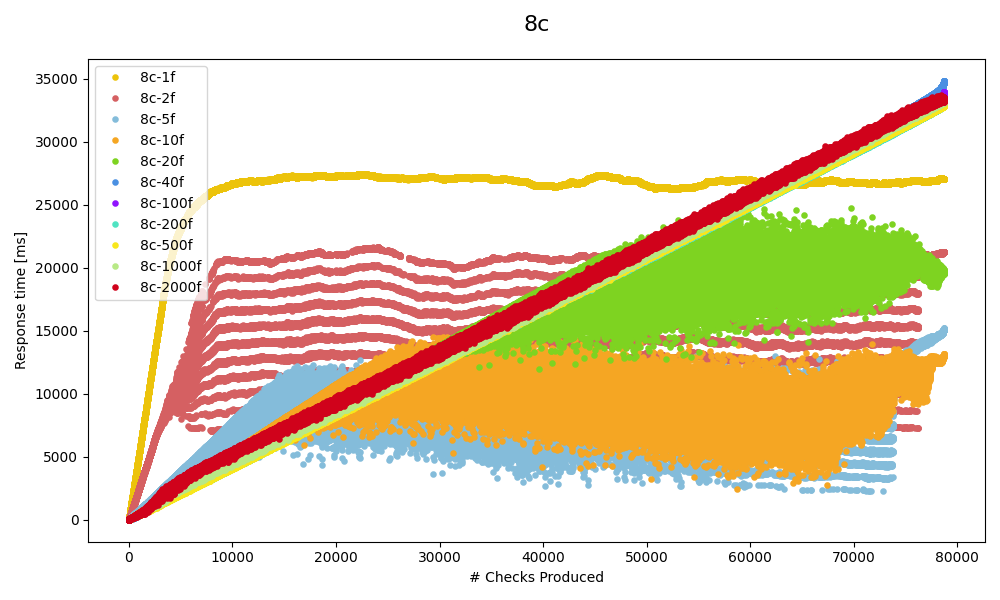 8c
35000
30000
25000
20000
15000
10000
5000
0
Response time [ms]
8c-1f
8c-2f
8c-5f
8c-10f
8c-20f
8c-40f
8c-100f
8c-200f
8c-500f
8c-1000f
8c-2000f
0 10000 20000 30000 40000 50000 60000 70000 80000
# Checks Produced